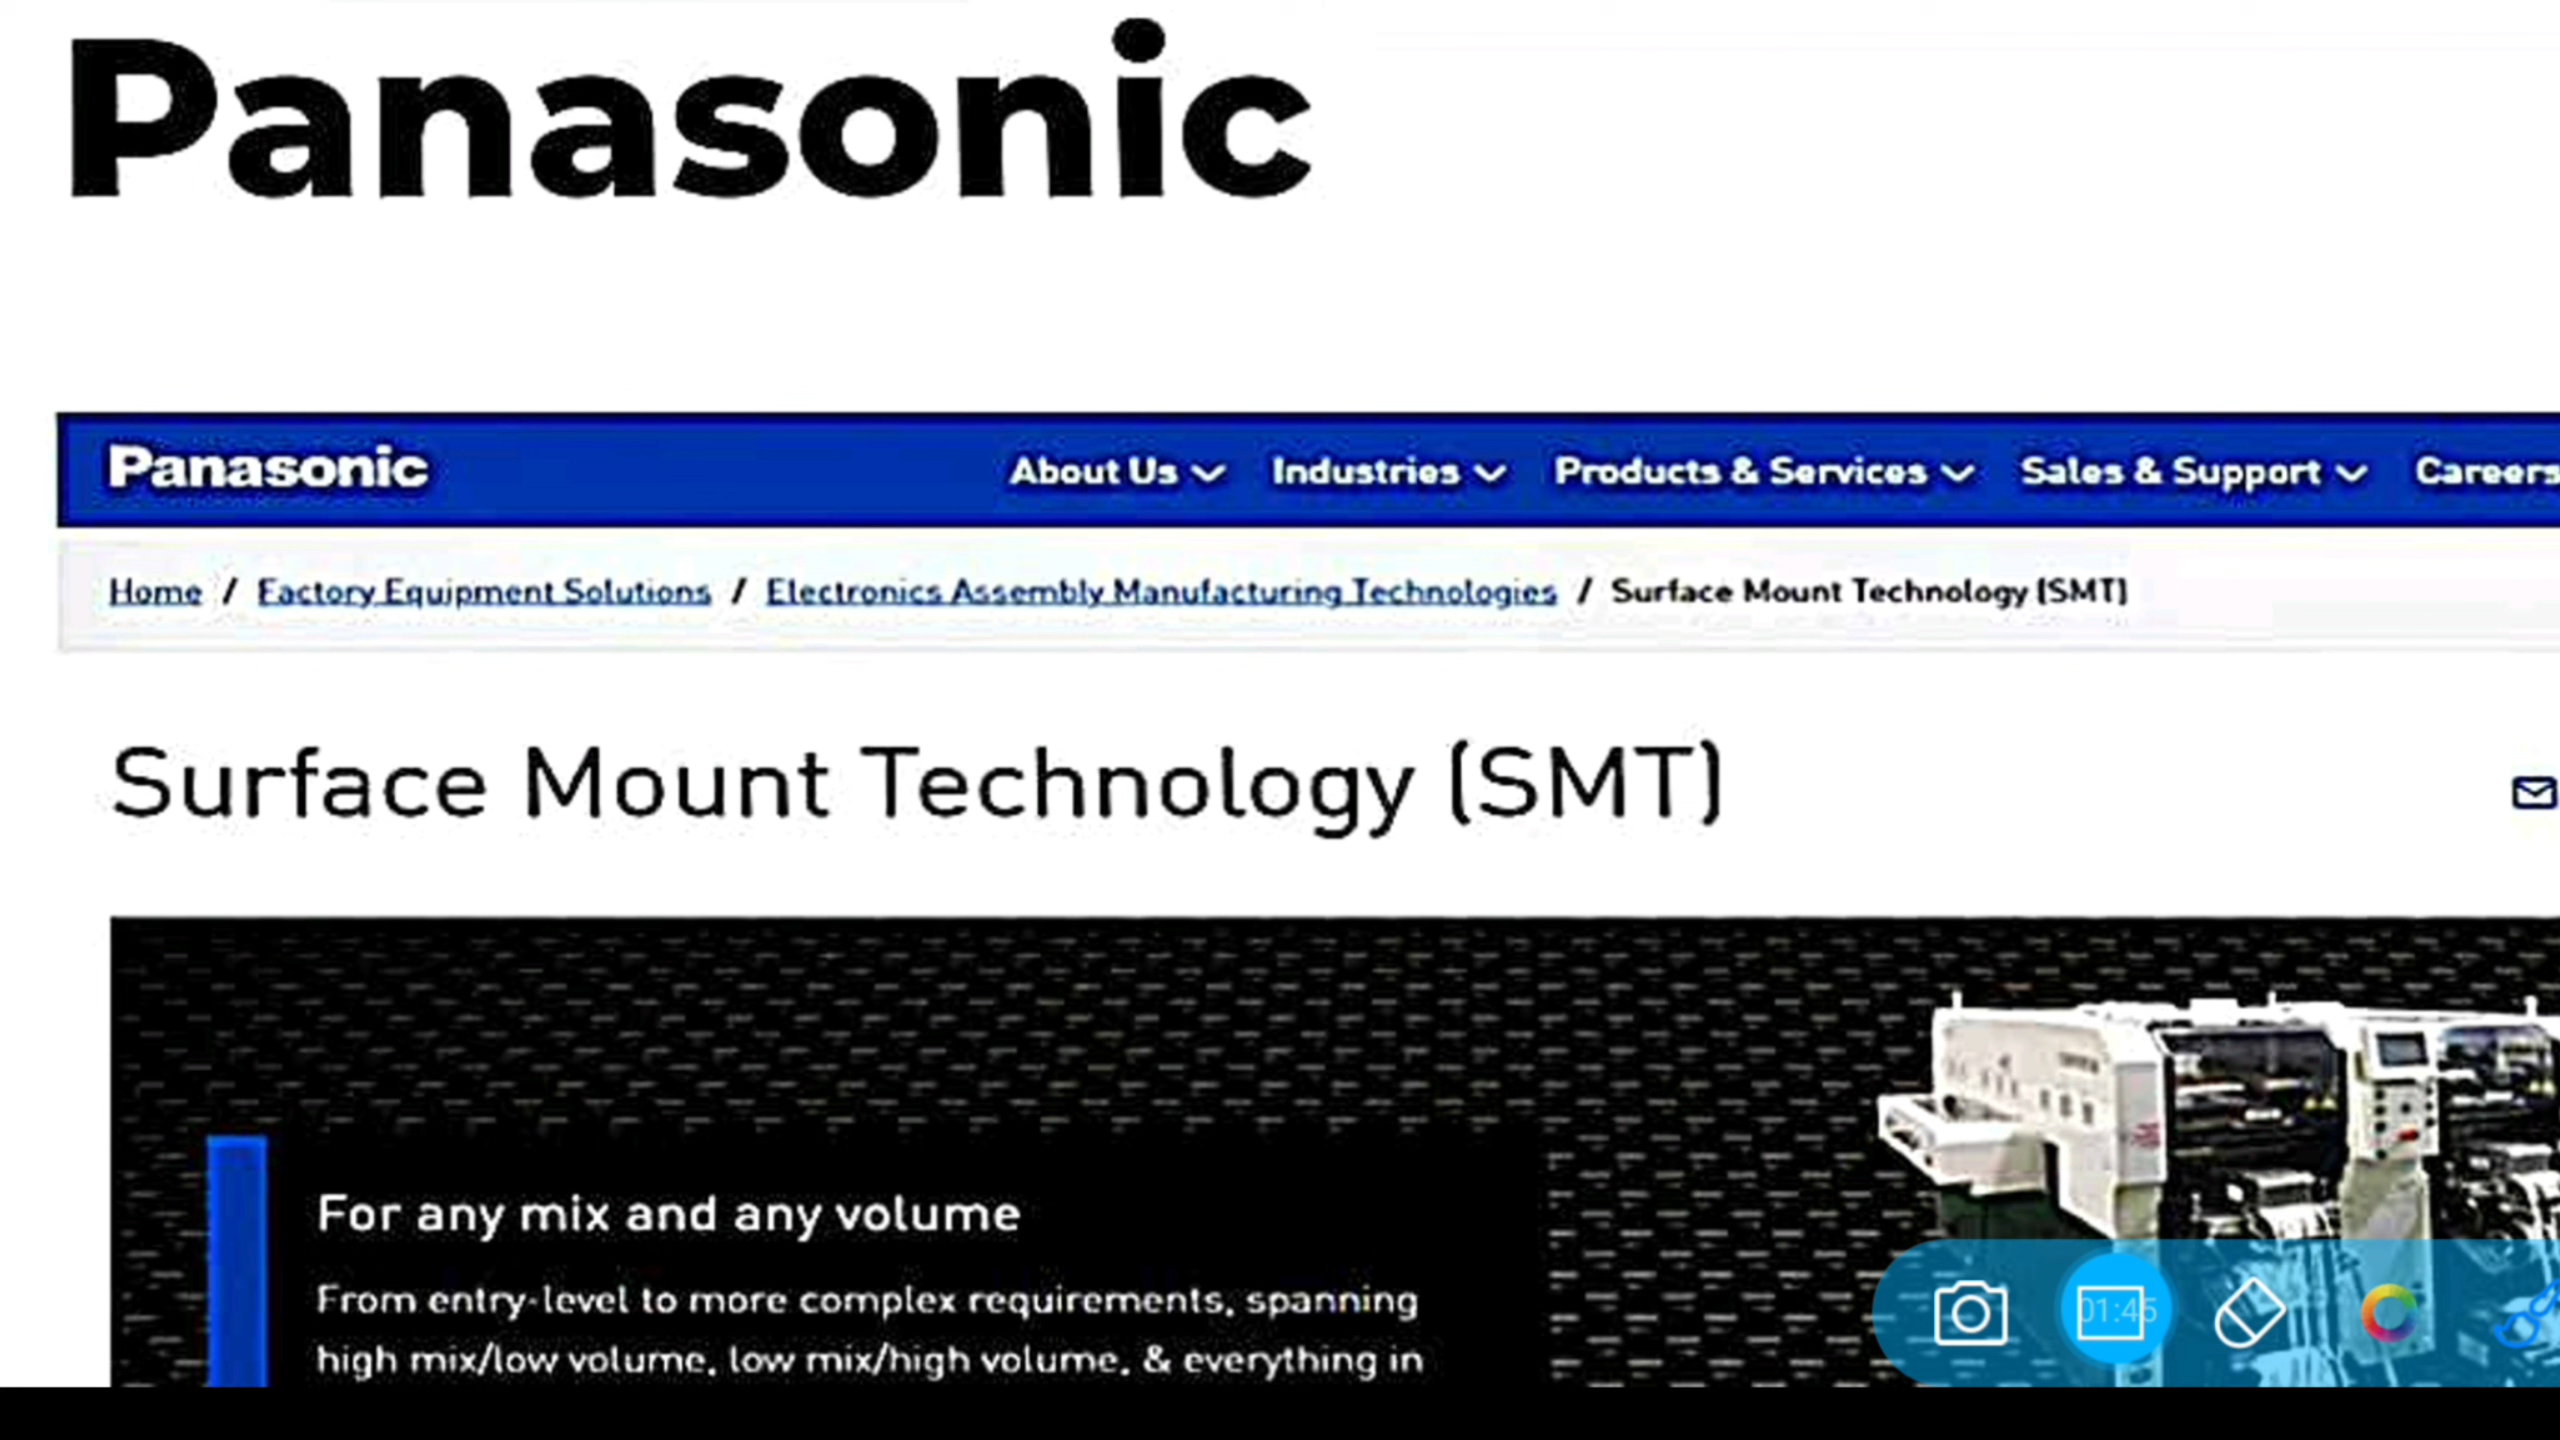 Panasonic
Panasonic About Us Industries Products & Services Sales & Support Careers
Home / Factory Equipment Solutions / Electronics Assembly Manufacturing Technologies / Surface Mount Technology (SMT)
Surface Mount Technology (SMT)
For any mix and any volume
From entry-level to more complex requirements, spanning
high mix/low volume, low mix/high volume, & everything in
01:45